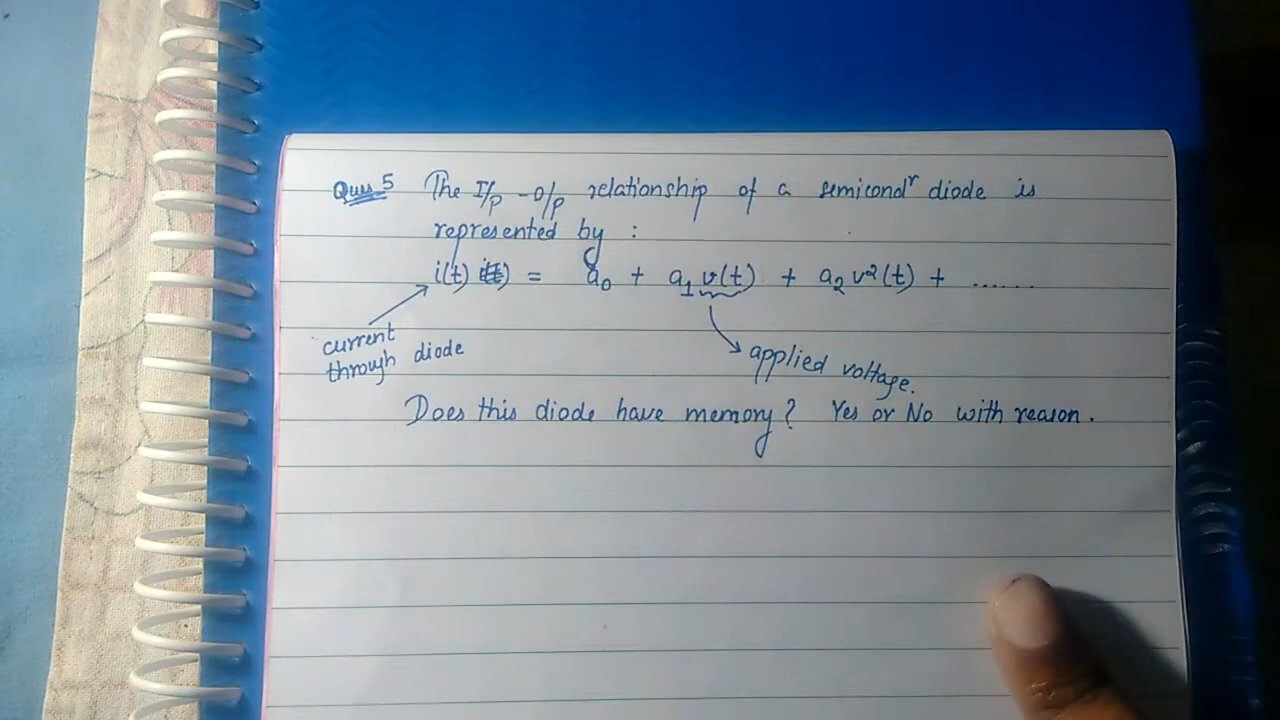 Ques 5 The I/p - o/p relationship of a semicondʳ diode is
represented by :
i(t) = a₀ + a₁ v(t) + a₂ v²(t) + ......
current
through diode
applied voltage.
Does this diode have memory? Yes or No with reason.